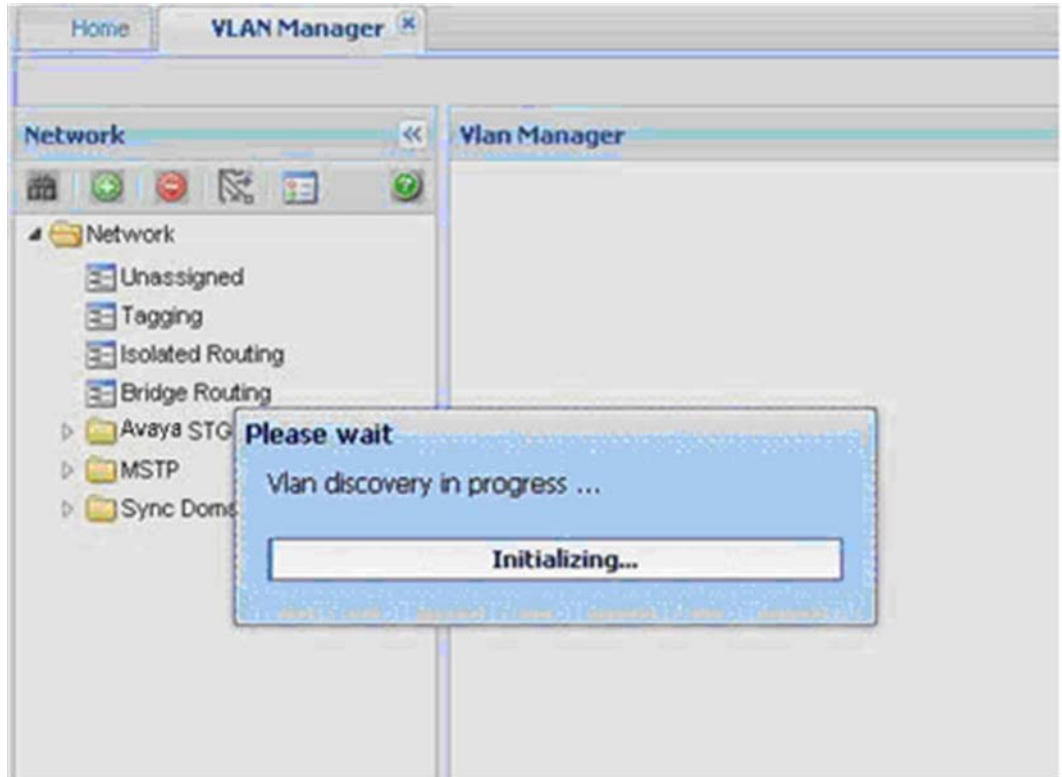 Home
VLAN Manager
Network
Vlan Manager
Network
Unassigned
Tagging
Isolated Routing
Bridge Routing
Avaya STG
MSTP
Sync Doma
Please wait
Vlan discovery in progress ...
Initializing...